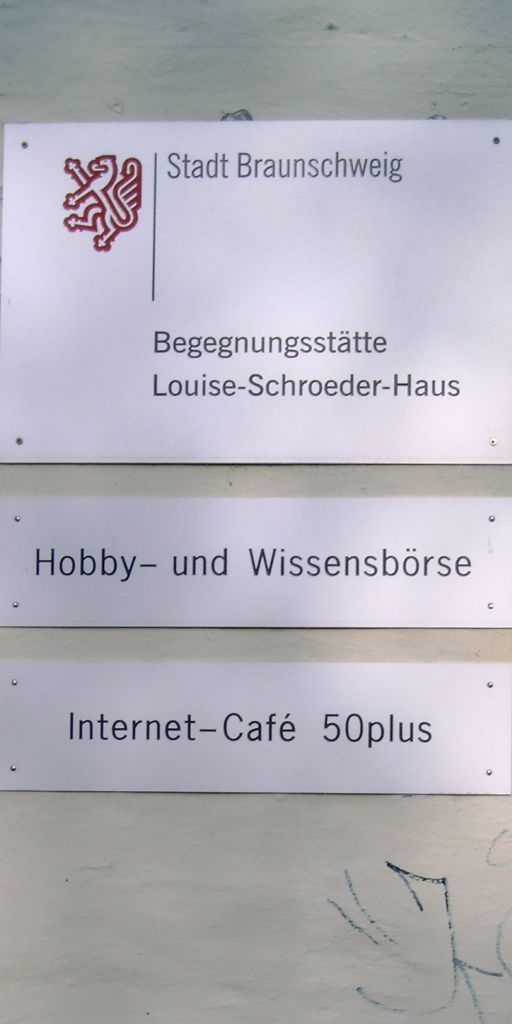 Stadt Braunschweig
Begegnungsstätte
Louise-Schroeder-Haus
Hobby- und Wissensbörse
Internet-Café 50plus